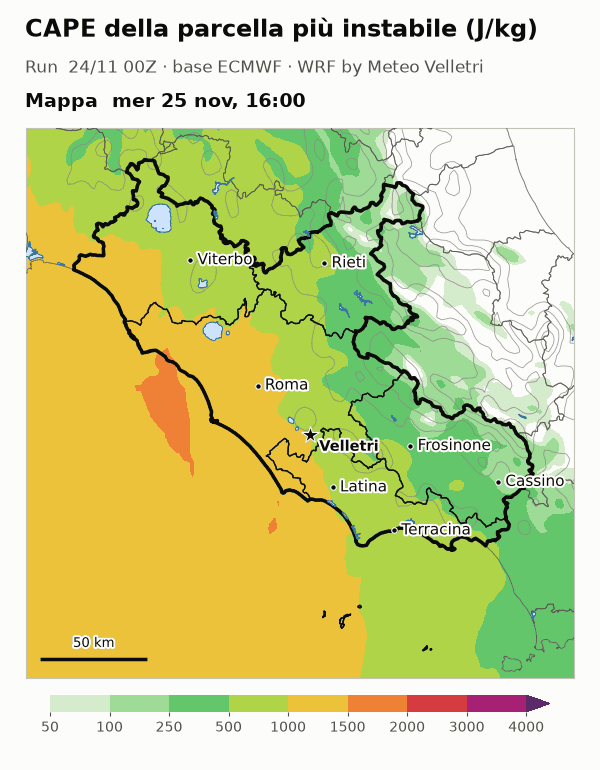 CAPE della parcella più instabile (J/kg)
Run  24/11 00Z · base ECMWF · WRF by Meteo Velletri
Mappa  mer 25 nov, 16:00
Viterbo
Rieti
Roma
Velletri
Frosinone
Cassino
Latina
Terracina
50 km
50 100 250 500 1000 1500 2000 3000 4000